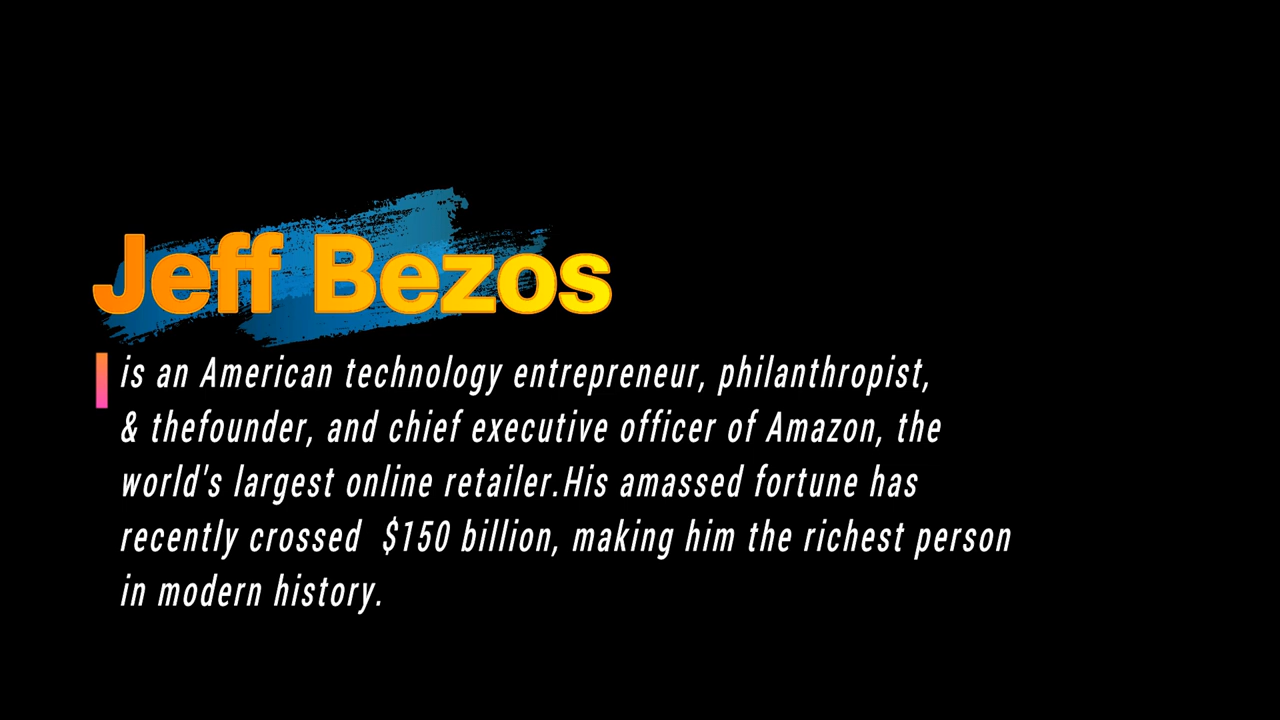 Jeff Bezos
is an American technology entrepreneur, philanthropist,
& thefounder, and chief executive officer of Amazon, the
world's largest online retailer.His amassed fortune has
recently crossed  $150 billion, making him the richest person
in modern history.